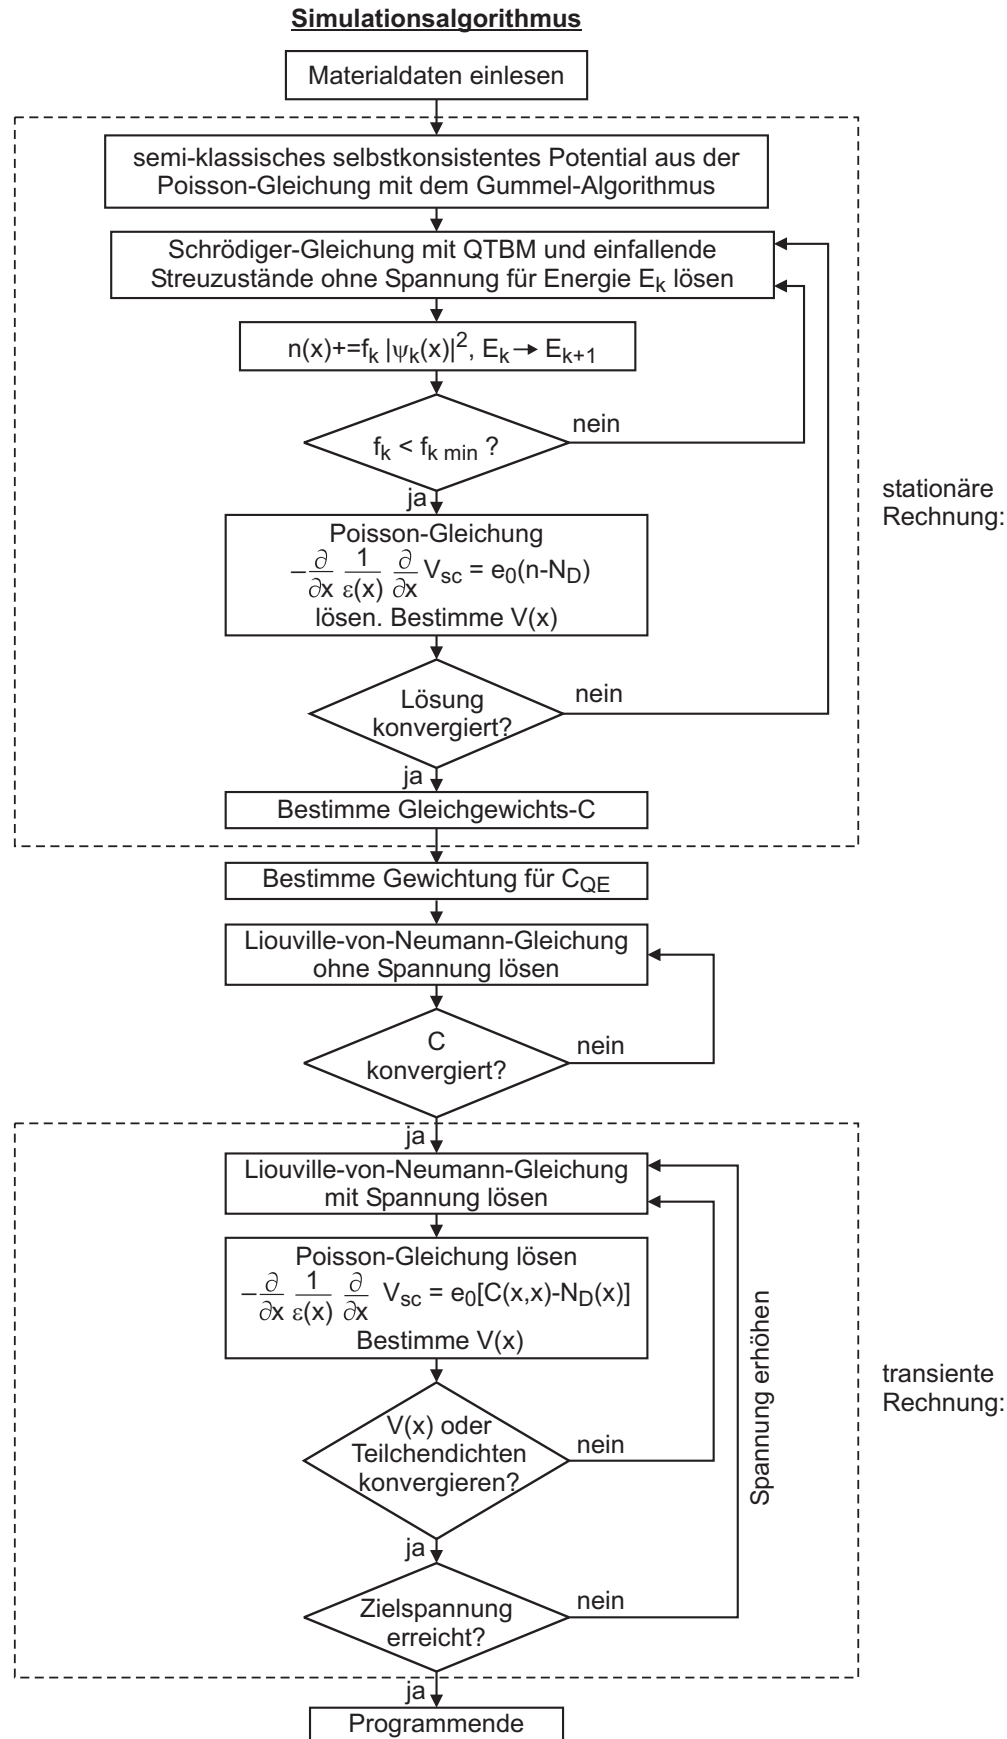 Simulationsalgorithmus
Materialdaten einlesen
semi-klassisches selbstkonsistentes Potential aus der
Poisson-Gleichung mit dem Gummel-Algorithmus
Schrödiger-Gleichung mit QTBM und einfallende
Streuzustände ohne Spannung für Energie E_k lösen
n(x)+=f_k |ψ_k(x)|², E_k → E_{k+1}
f_k < f_{k min} ?
nein
ja
Poisson-Gleichung
−∂/∂x 1/ε(x) ∂/∂x V_sc = e_0(n-N_D)
lösen. Bestimme V(x)
Lösung
konvergiert?
nein
ja
Bestimme Gleichgewichts-C
stationäre
Rechnung:
Bestimme Gewichtung für C_QE
Liouville-von-Neumann-Gleichung
ohne Spannung lösen
C
konvergiert?
nein
ja
Liouville-von-Neumann-Gleichung
mit Spannung lösen
Poisson-Gleichung lösen
−∂/∂x 1/ε(x) ∂/∂x V_sc = e_0[C(x,x)-N_D(x)]
Bestimme V(x)
V(x) oder
Teilchendichten
konvergieren?
nein
ja
Spannung erhöhen
transiente
Rechnung:
Zielspannung
erreicht?
nein
ja
Programmende